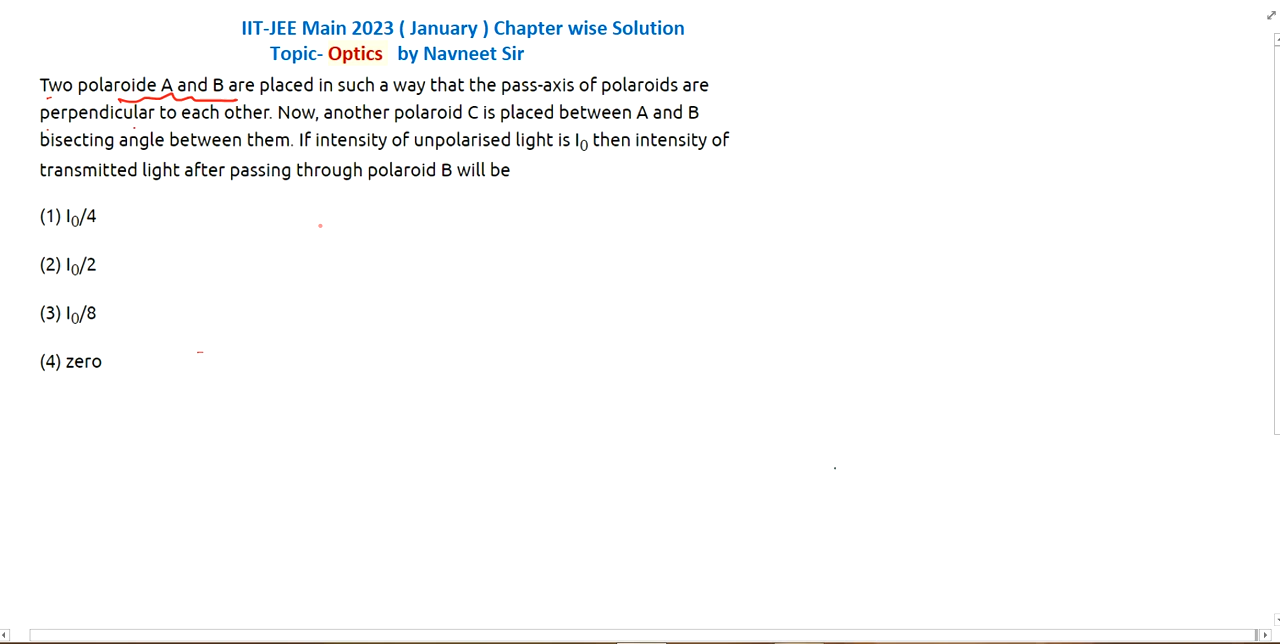 IIT-JEE Main 2023 ( January ) Chapter wise Solution
Topic- Optics by Navneet Sir
Two polaroide A and B are placed in such a way that the pass-axis of polaroids are
perpendicular to each other. Now, another polaroid C is placed between A and B
bisecting angle between them. If intensity of unpolarised light is I₀ then intensity of
transmitted light after passing through polaroid B will be
(1) I₀/4
(2) I₀/2
(3) I₀/8
(4) zero